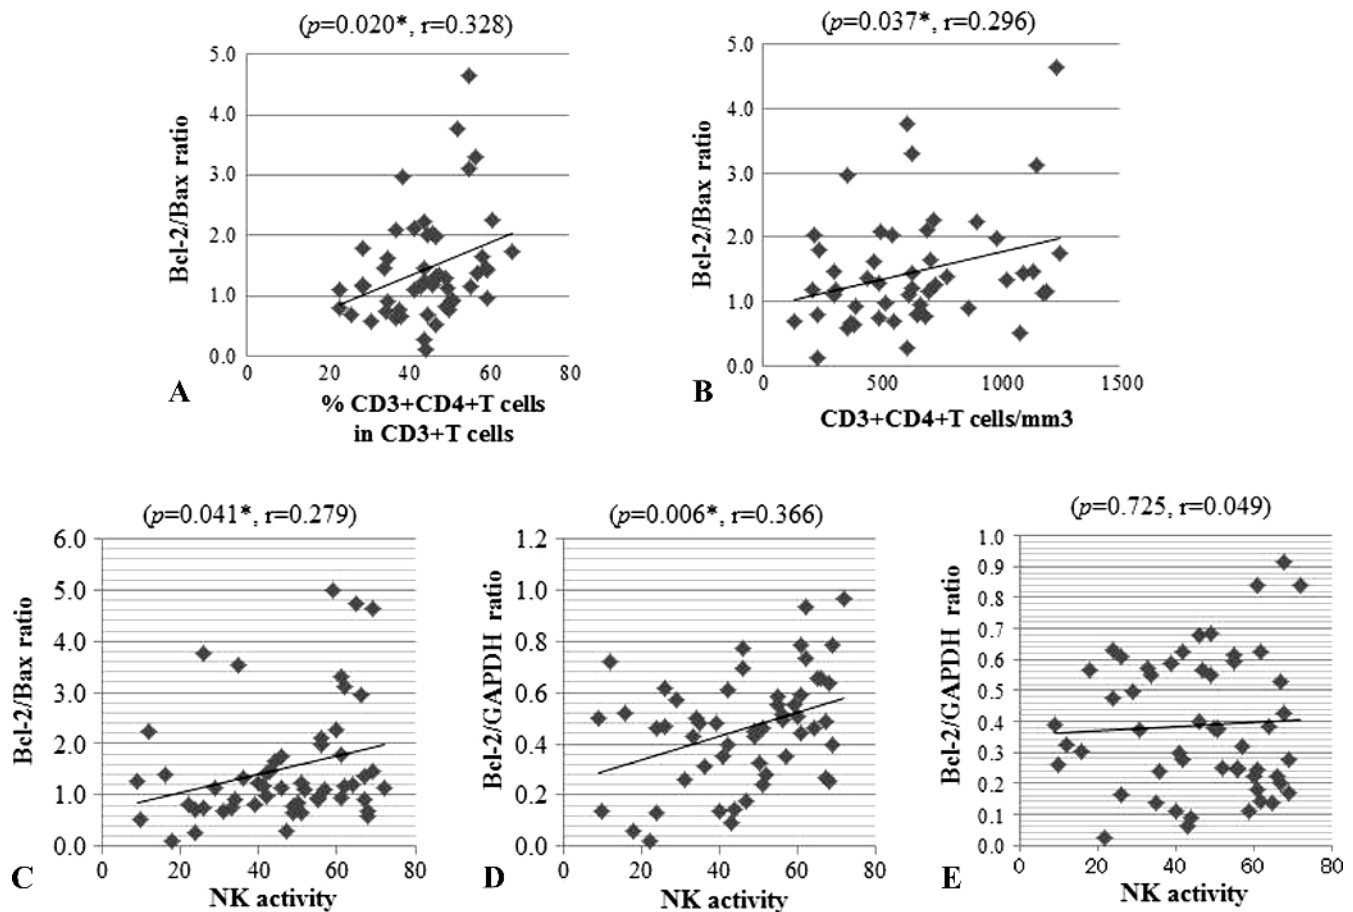 (p=0.020*, r=0.328)
5.0
4.0
3.0
2.0
1.0
0.0
Bcl-2/Bax ratio
0 20 40 60 80
A
% CD3+CD4+T cells
in CD3+T cells
(p=0.037*, r=0.296)
5.0
4.0
3.0
2.0
1.0
0.0
Bcl-2/Bax ratio
0 500 1000 1500
B
CD3+CD4+T cells/mm3
(p=0.041*, r=0.279)
6.0
5.0
4.0
3.0
2.0
1.0
0.0
Bcl-2/Bax ratio
0 20 40 60 80
C
NK activity
(p=0.006*, r=0.366)
1.2
1.0
0.8
0.6
0.4
0.2
0.0
Bcl-2/GAPDH ratio
0 20 40 60 80
D
NK activity
(p=0.725, r=0.049)
1.0
0.9
0.8
0.7
0.6
0.5
0.4
0.3
0.2
0.1
0.0
Bcl-2/GAPDH ratio
0 20 40 60 80
E
NK activity